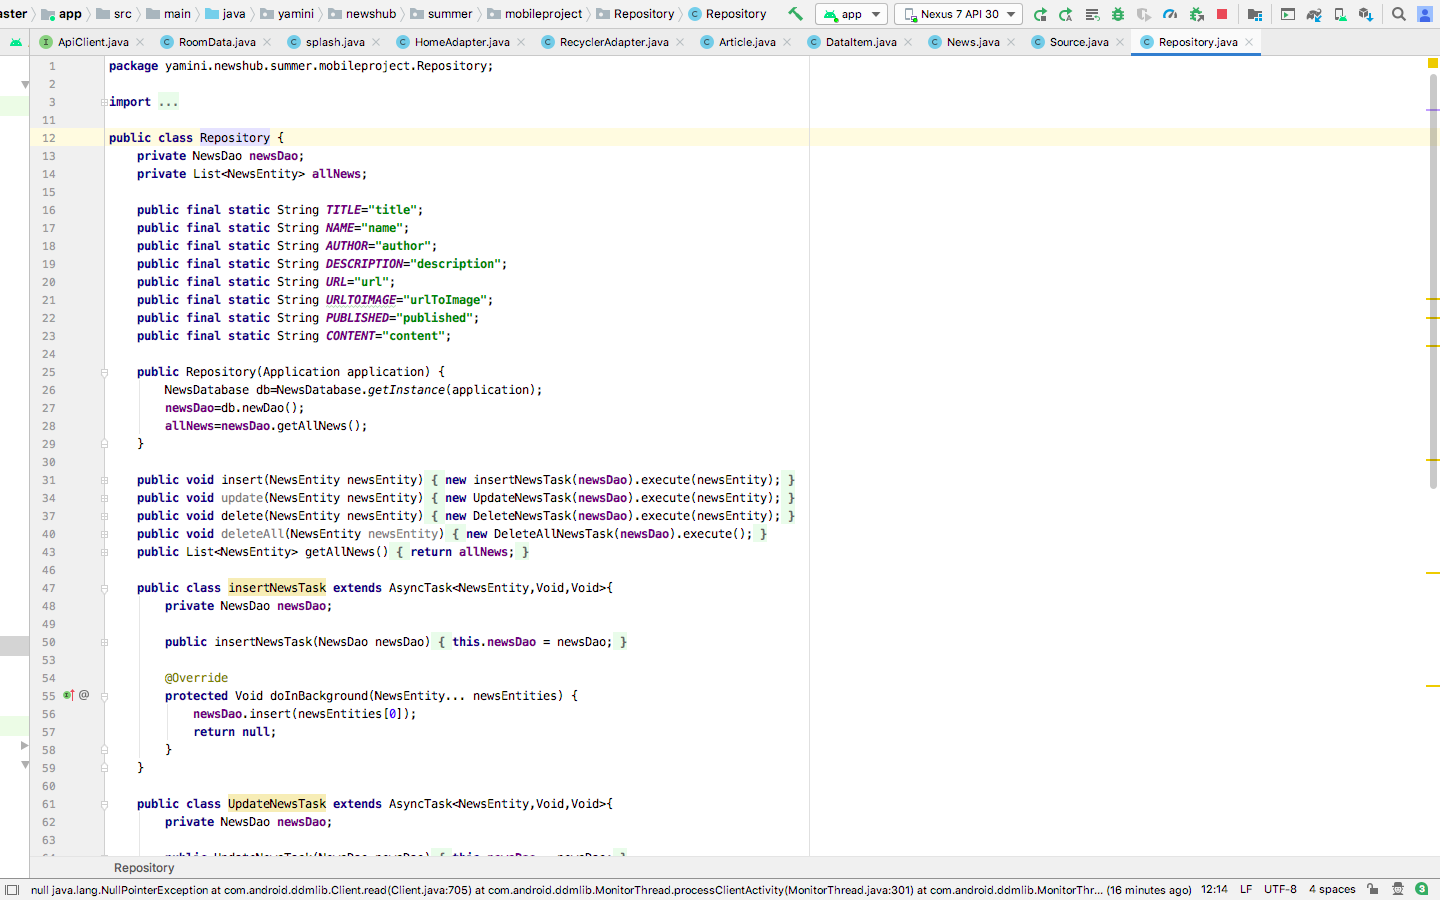 aster app src main java yamini newshub summer mobileproject Repository Repository app Nexus 7 API 30
ApiClient.java RoomData.java splash.java HomeAdapter.java RecyclerAdapter.java Article.java DataItem.java News.java Source.java Repository.java
1 package yamini.newshub.summer.mobileproject.Repository;
2
3 import ...
11
12 public class Repository {
13 private NewsDao newsDao;
14 private List<NewsEntity> allNews;
15
16 public final static String TITLE="title";
17 public final static String NAME="name";
18 public final static String AUTHOR="author";
19 public final static String DESCRIPTION="description";
20 public final static String URL="url";
21 public final static String URLTOIMAGE="urlToImage";
22 public final static String PUBLISHED="published";
23 public final static String CONTENT="content";
24
25 public Repository(Application application) {
26 NewsDatabase db=NewsDatabase.getInstance(application);
27 newsDao=db.newDao();
28 allNews=newsDao.getAllNews();
29 }
30
31 public void insert(NewsEntity newsEntity) { new insertNewsTask(newsDao).execute(newsEntity); }
34 public void update(NewsEntity newsEntity) { new UpdateNewsTask(newsDao).execute(newsEntity); }
37 public void delete(NewsEntity newsEntity) { new DeleteNewsTask(newsDao).execute(newsEntity); }
40 public void deleteAll(NewsEntity newsEntity) { new DeleteAllNewsTask(newsDao).execute(); }
43 public List<NewsEntity> getAllNews() { return allNews; }
46
47 public class insertNewsTask extends AsyncTask<NewsEntity,Void,Void>{
48 private NewsDao newsDao;
49
50 public insertNewsTask(NewsDao newsDao) { this.newsDao = newsDao; }
53
54 @Override
55 protected Void doInBackground(NewsEntity... newsEntities) {
56 newsDao.insert(newsEntities[0]);
57 return null;
58 }
59 }
60
61 public class UpdateNewsTask extends AsyncTask<NewsEntity,Void,Void>{
62 private NewsDao newsDao;
63
64 public UpdateNewsTask(NewsDao newsDao) { this.newsDao = newsDao; }
Repository
null java.lang.NullPointerException at com.android.ddmlib.Client.read(Client.java:705) at com.android.ddmlib.MonitorThread.processClientActivity(MonitorThread.java:301) at com.android.ddmlib.MonitorThr... (16 minutes ago) 12:14 LF UTF-8 4 spaces 3